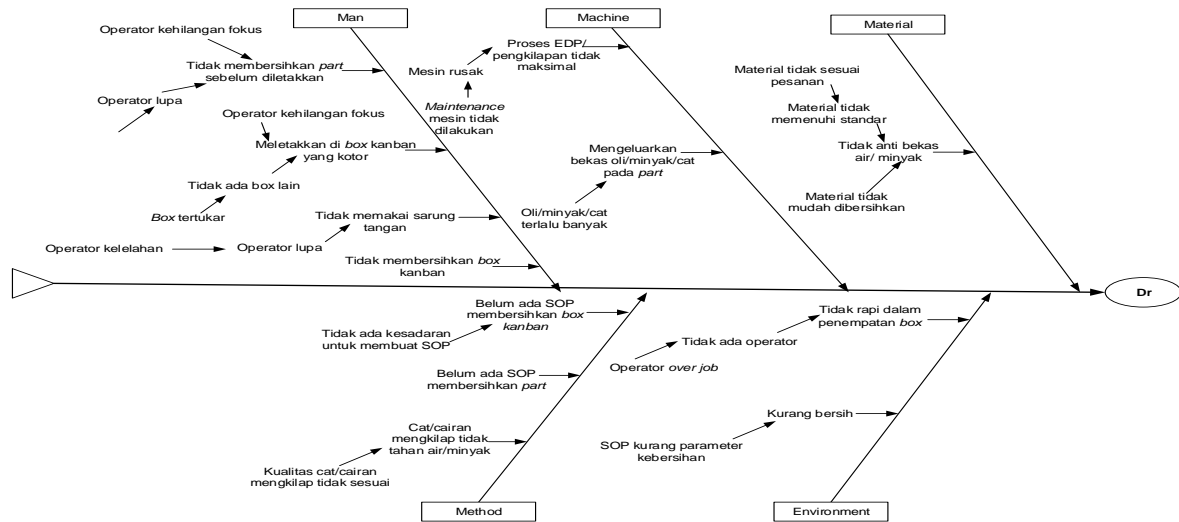 Man
Operator kehilangan fokus
Tidak membersihkan part
sebelum diletakkan
Operator lupa
Operator kehilangan fokus
Meletakkan di box kanban
yang kotor
Tidak ada box lain
Box tertukar
Tidak memakai sarung
tangan
Operator lupa
Operator kelelahan
Tidak membersihkan box
kanban
Machine
Proses EDP/
pengkilapan tidak
maksimal
Mesin rusak
Maintenance
mesin tidak
dilakukan
Mengeluarkan
bekas oli/minyak/cat
pada part
Oli/minyak/cat
terlalu banyak
Material
Material tidak sesuai
pesanan
Material tidak
memenuhi standar
Tidak anti bekas
air/ minyak
Material tidak
mudah dibersihkan
Dr
Belum ada SOP
membersihkan box
kanban
Tidak ada kesadaran
untuk membuat SOP
Belum ada SOP
membersihkan part
Cat/cairan
mengkilap tidak
tahan air/minyak
Kualitas cat/cairan
mengkilap tidak sesuai
Method
Tidak rapi dalam
penempatan box
Tidak ada operator
Operator over job
Kurang bersih
SOP kurang parameter
kebersihan
Environment